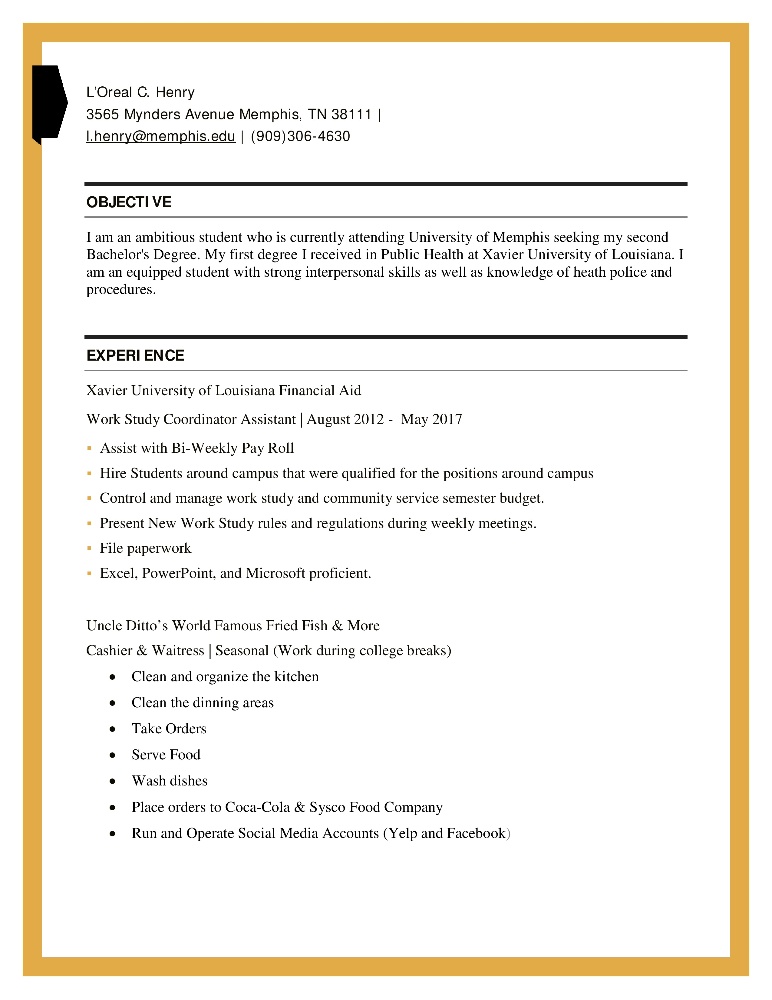 L'Oreal C. Henry
3565 Mynders Avenue Memphis, TN 38111 |
l.henry@memphis.edu | (909)306-4630
OBJECTIVE
I am an ambitious student who is currently attending University of Memphis seeking my second
Bachelor's Degree. My first degree I received in Public Health at Xavier University of Louisiana. I
am an equipped student with strong interpersonal skills as well as knowledge of heath police and
procedures.
EXPERIENCE
Xavier University of Louisiana Financial Aid
Work Study Coordinator Assistant | August 2012 - May 2017
▪ Assist with Bi-Weekly Pay Roll
▪ Hire Students around campus that were qualified for the positions around campus
▪ Control and manage work study and community service semester budget.
▪ Present New Work Study rules and regulations during weekly meetings.
▪ File paperwork
▪ Excel, PowerPoint, and Microsoft proficient.
Uncle Ditto’s World Famous Fried Fish & More
Cashier & Waitress | Seasonal (Work during college breaks)
• Clean and organize the kitchen
• Clean the dinning areas
• Take Orders
• Serve Food
• Wash dishes
• Place orders to Coca-Cola & Sysco Food Company
• Run and Operate Social Media Accounts (Yelp and Facebook)